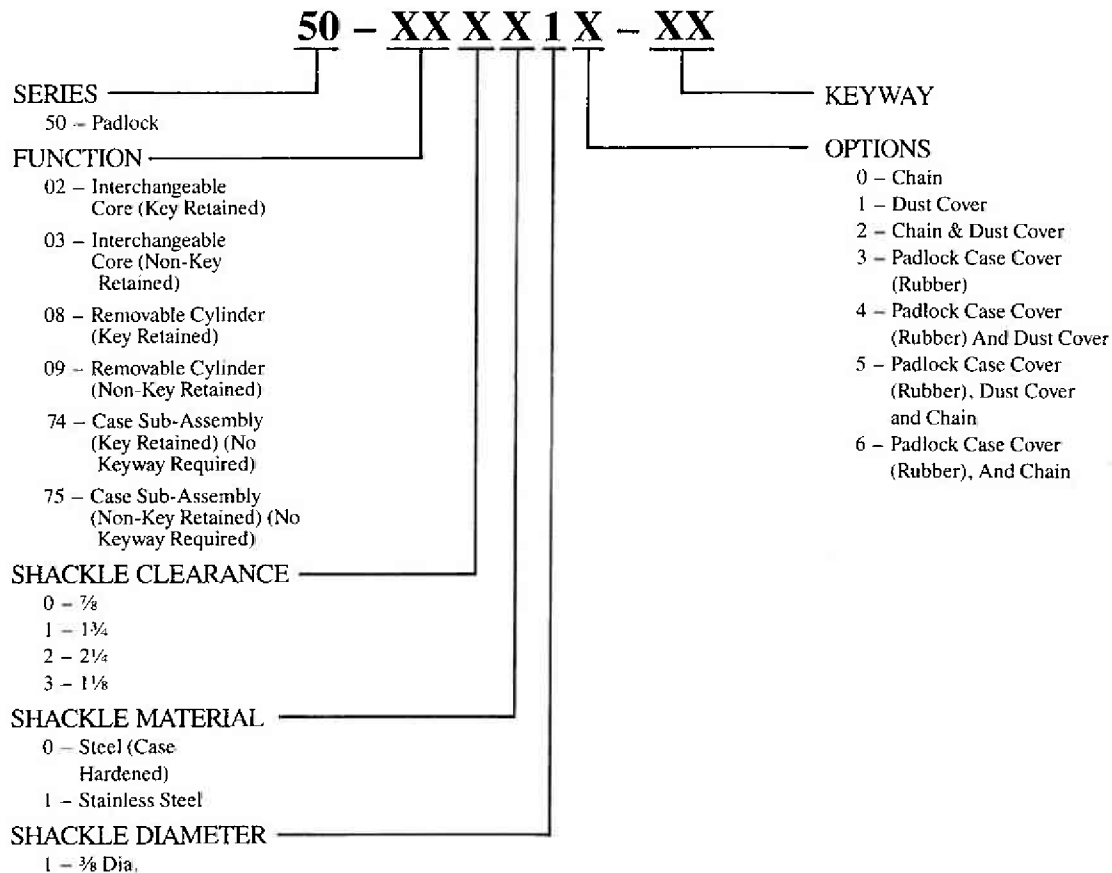 50 – XX X X 1 X – XX
SERIES
50 – Padlock
FUNCTION
02 – Interchangeable
Core (Key Retained)
03 – Interchangeable
Core (Non-Key
Retained)
08 – Removable Cylinder
(Key Retained)
09 – Removable Cylinder
(Non-Key Retained)
74 – Case Sub-Assembly
(Key Retained) (No
Keyway Required)
75 – Case Sub-Assembly
(Non-Key Retained) (No
Keyway Required)
SHACKLE CLEARANCE
0 – ⅞
1 – 1¾
2 – 2¼
3 – 1⅛
SHACKLE MATERIAL
0 – Steel (Case
Hardened)
1 – Stainless Steel
SHACKLE DIAMETER
1 – ⅜ Dia.
KEYWAY
OPTIONS
0 – Chain
1 – Dust Cover
2 – Chain & Dust Cover
3 – Padlock Case Cover
(Rubber)
4 – Padlock Case Cover
(Rubber) And Dust Cover
5 – Padlock Case Cover
(Rubber), Dust Cover
and Chain
6 – Padlock Case Cover
(Rubber), And Chain